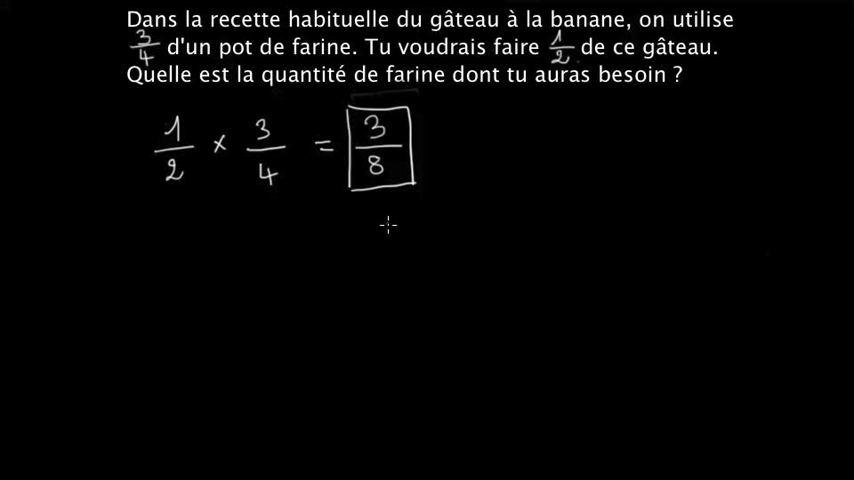 Dans la recette habituelle du gâteau à la banane, on utilise
3/4 d'un pot de farine. Tu voudrais faire 1/2 de ce gâteau.
Quelle est la quantité de farine dont tu auras besoin ?
1/2 × 3/4 = 3/8